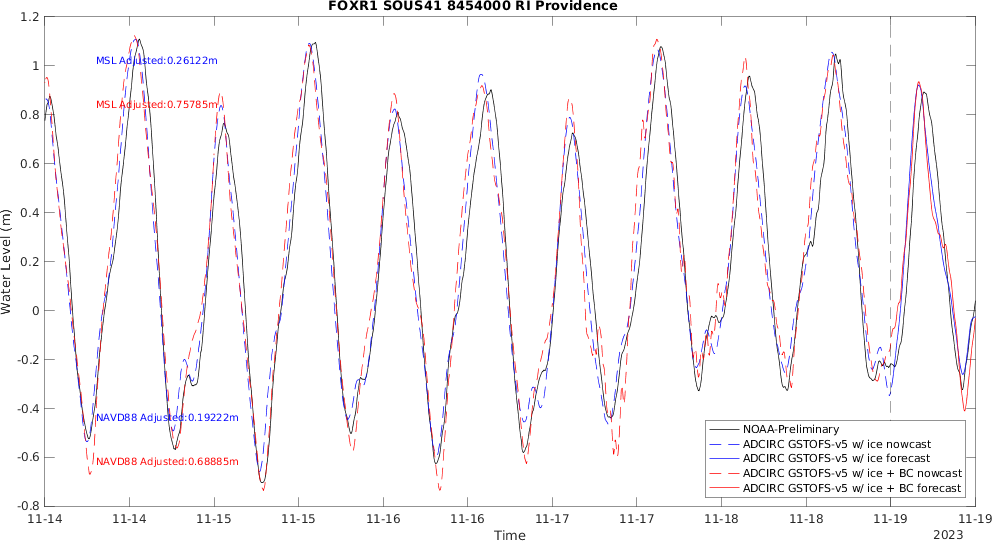 FOXR1 SOUS41 8454000 RI Providence
1.2
1
0.8
0.6
0.4
0.2
0
-0.2
-0.4
-0.6
-0.8
Water Level (m)
MSL Adjusted:0.26122m
MSL Adjusted:0.75785m
NAVD88 Adjusted:0.19222m
NAVD88 Adjusted:0.68885m
NOAA-Preliminary
ADCIRC GSTOFS-v5 w/ ice nowcast
ADCIRC GSTOFS-v5 w/ ice forecast
ADCIRC GSTOFS-v5 w/ ice + BC nowcast
ADCIRC GSTOFS-v5 w/ ice + BC forecast
11-14 11-14 11-15 11-15 11-16 11-16 11-17 11-17 11-18 11-18 11-19 11-19
Time
2023